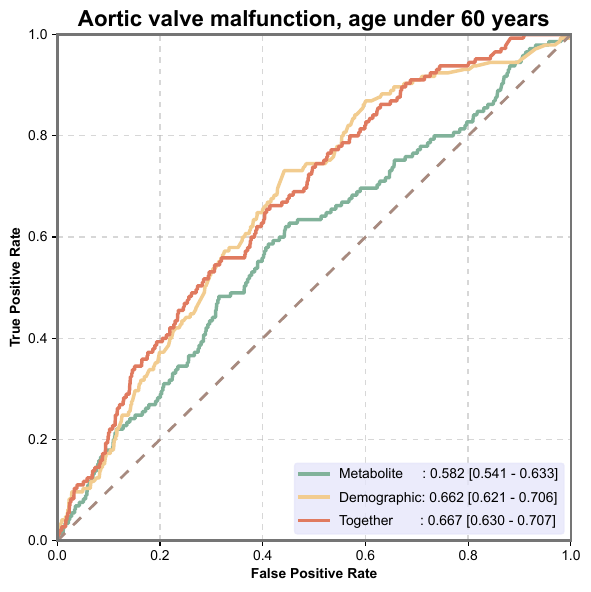 Aortic valve malfunction, age under 60 years
1.0
0.8
0.6
0.4
0.2
0.0
True Positive Rate
Metabolite : 0.582 [0.541 - 0.633]
Demographic: 0.662 [0.621 - 0.706]
Together : 0.667 [0.630 - 0.707]
0.0 0.2 0.4 0.6 0.8 1.0
False Positive Rate